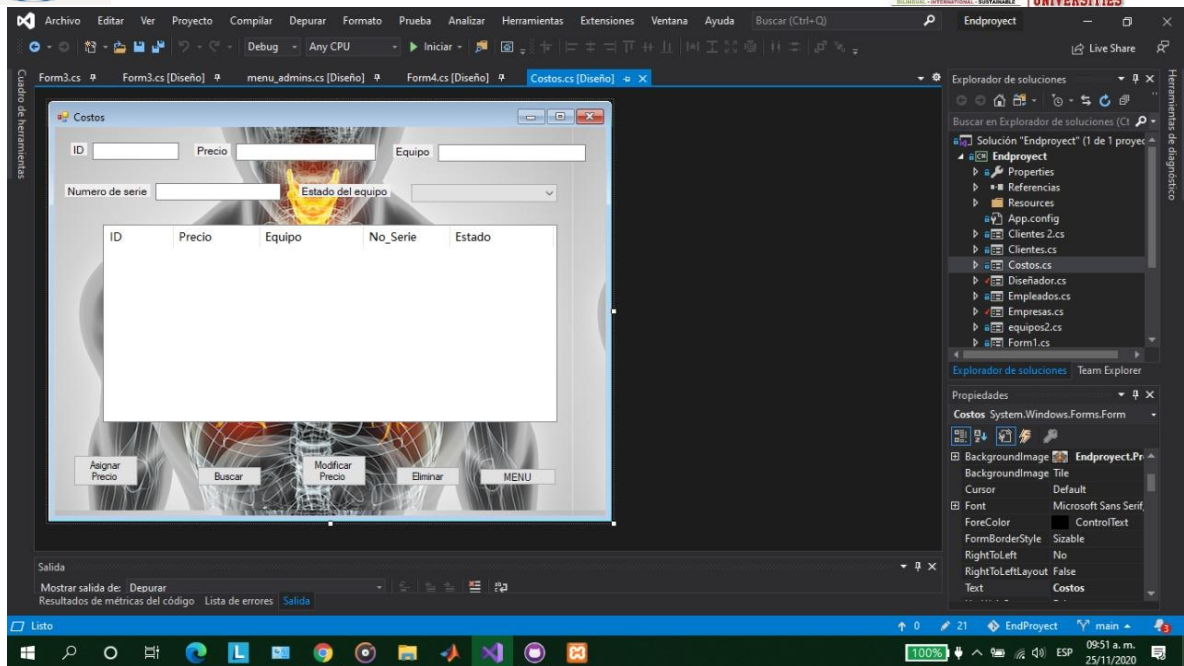 BILINGUAL - INTERNATIONAL - SUSTAINABLE UNIVERSITIES
Archivo Editar Ver Proyecto Compilar Depurar Formato Prueba Analizar Herramientas Extensiones Ventana Ayuda Buscar (Ctrl+Q) Endproyect
Debug Any CPU Iniciar Live Share
Form3.cs Form3.cs [Diseño] menu_admins.cs [Diseño] Form4.cs [Diseño] Costos.cs [Diseño]
Cuadro de herramientas
Costos
ID Precio Equipo
Numero de serie Estado del equipo
ID Precio Equipo No_Serie Estado
Asignar Precio
Buscar
Modificar Precio
Eliminar
MENU
Explorador de soluciones
Buscar en Explorador de soluciones (Ct
Solución "Endproyect" (1 de 1 proyec
Endproyect
Properties
Referencias
Resources
App.config
Clientes 2.cs
Clientes.cs
Costos.cs
Diseñador.cs
Empleados.cs
Empresas.cs
equipos2.cs
Form1.cs
Explorador de soluciones Team Explorer
Herramientas de diagnóstico
Propiedades
Costos System.Windows.Forms.Form
BackgroundImage Endproyect.Pr
BackgroundImage Tile
Cursor Default
Font Microsoft Sans Serif,
ForeColor ControlText
FormBorderStyle Sizable
RightToLeft No
RightToLeftLayout False
Text Costos
Salida
Mostrar salida de: Depurar
Resultados de métricas del código Lista de errores Salida
Listo 0 21 EndProyect main 3
L 100% ESP 09:51 a. m.
25/11/2020